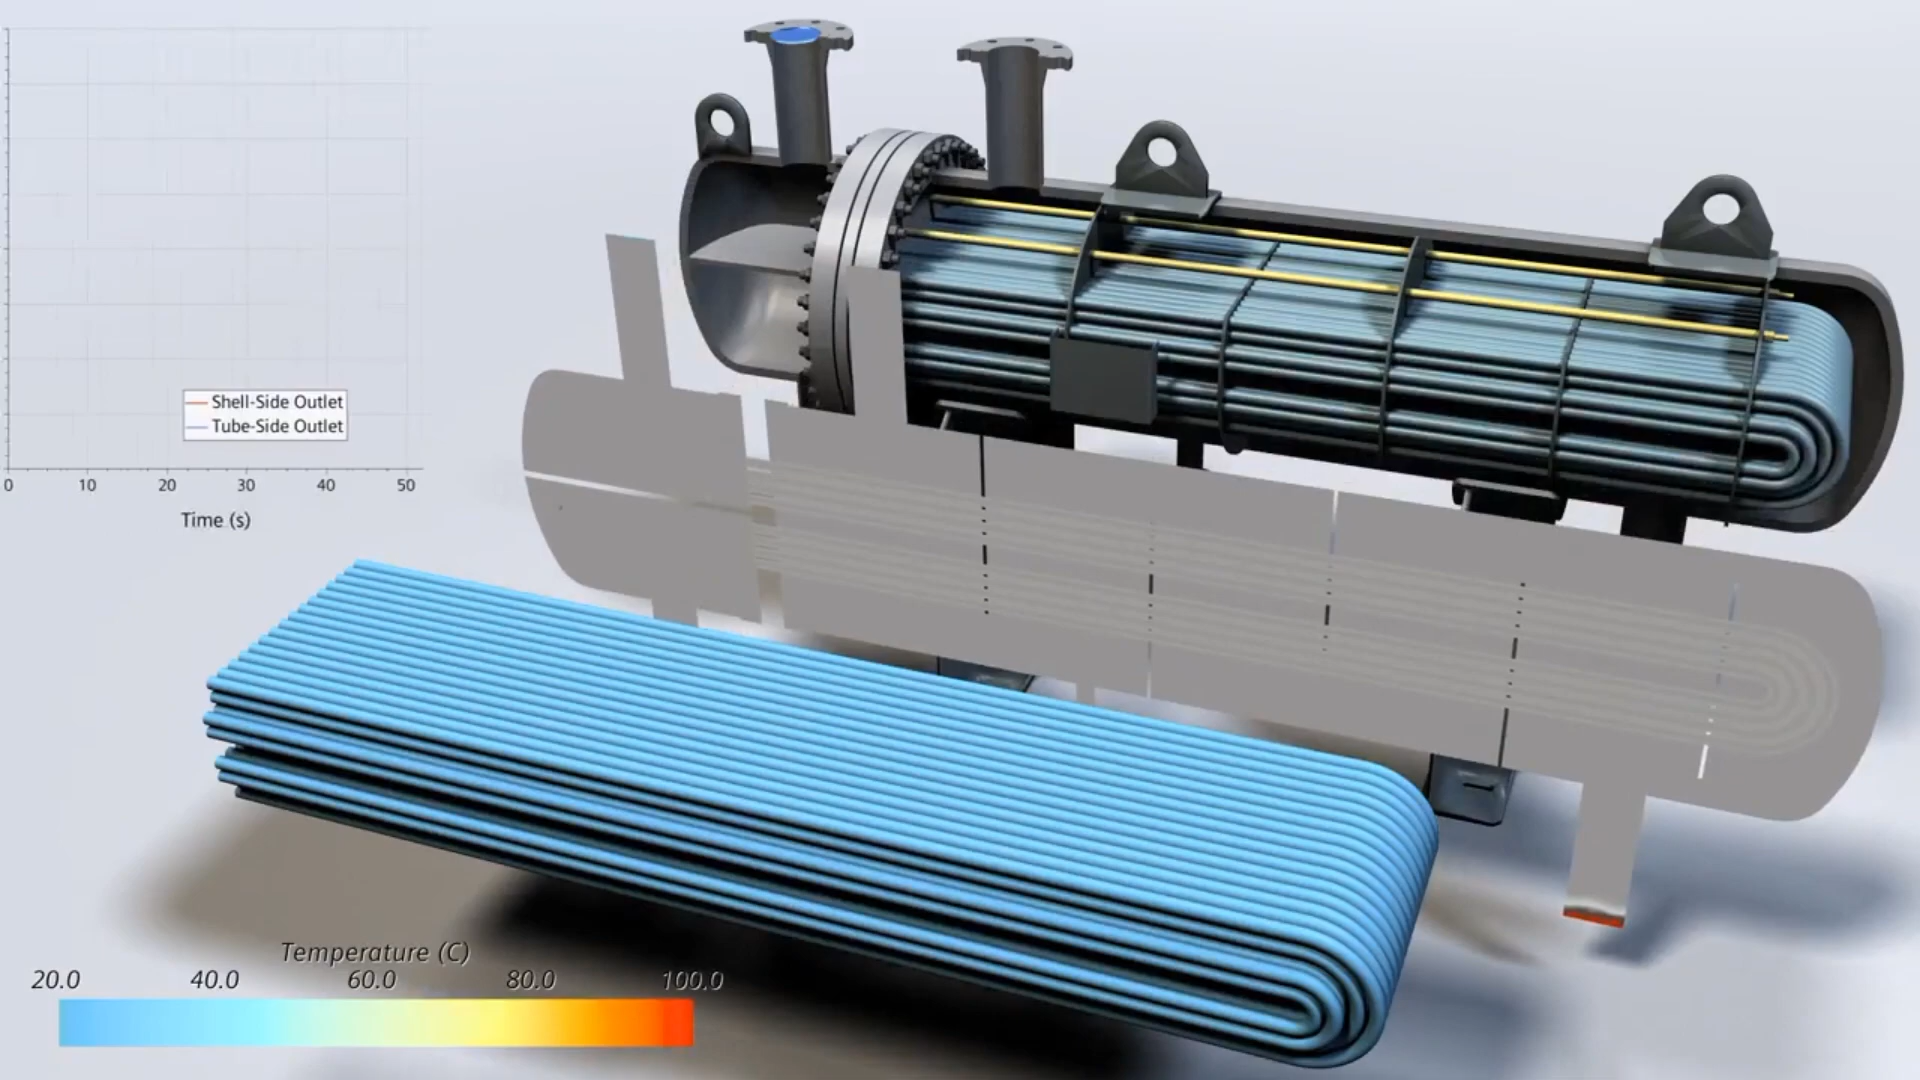 Shell-Side Outlet
Tube-Side Outlet
0 10 20 30 40 50
Time (s)
Temperature (C)
20.0 40.0 60.0 80.0 100.0